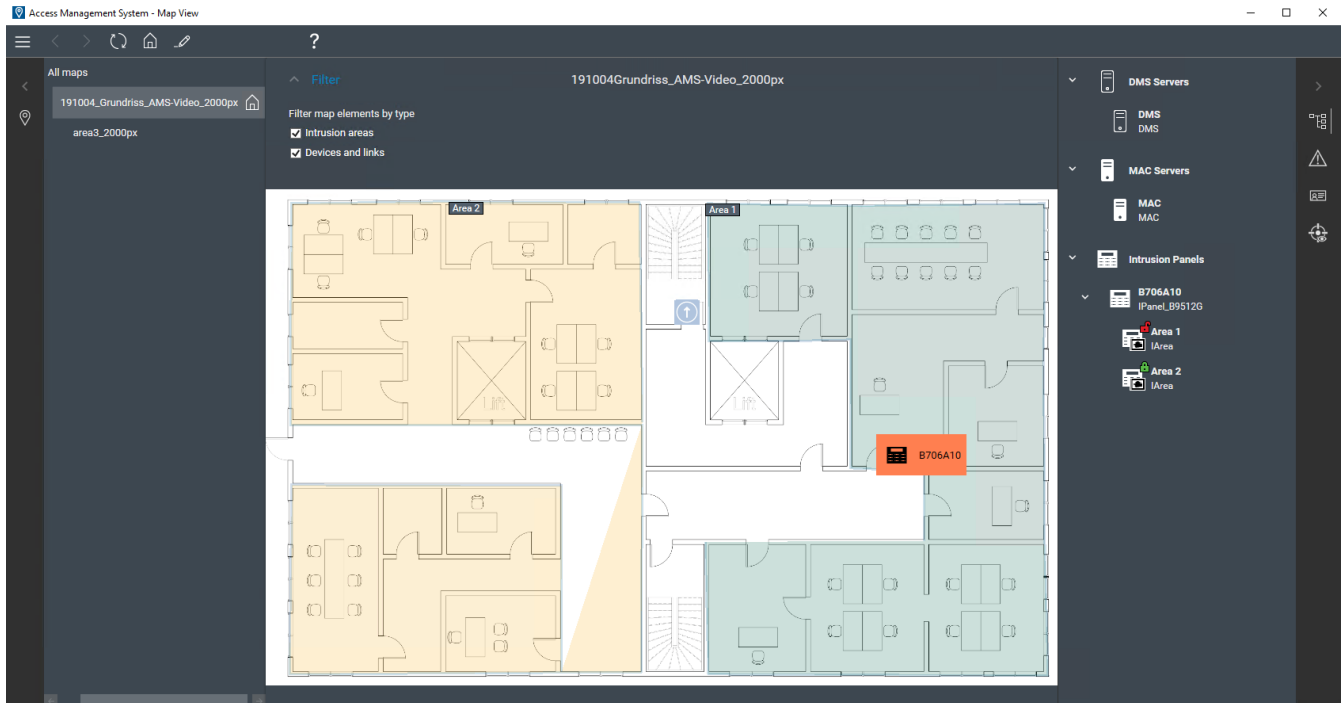 Access Management System - Map View
?
All maps
191004_Grundriss_AMS-Video_2000px
area3_2000px
Filter
191004Grundriss_AMS-Video_2000px
Filter map elements by type
Intrusion areas
Devices and links
Area 2
Area 1
Lift
Lift
B706A10
DMS Servers
DMS
DMS
MAC Servers
MAC
MAC
Intrusion Panels
B706A10
IPanel_B9512G
Area 1
IArea
Area 2
IArea